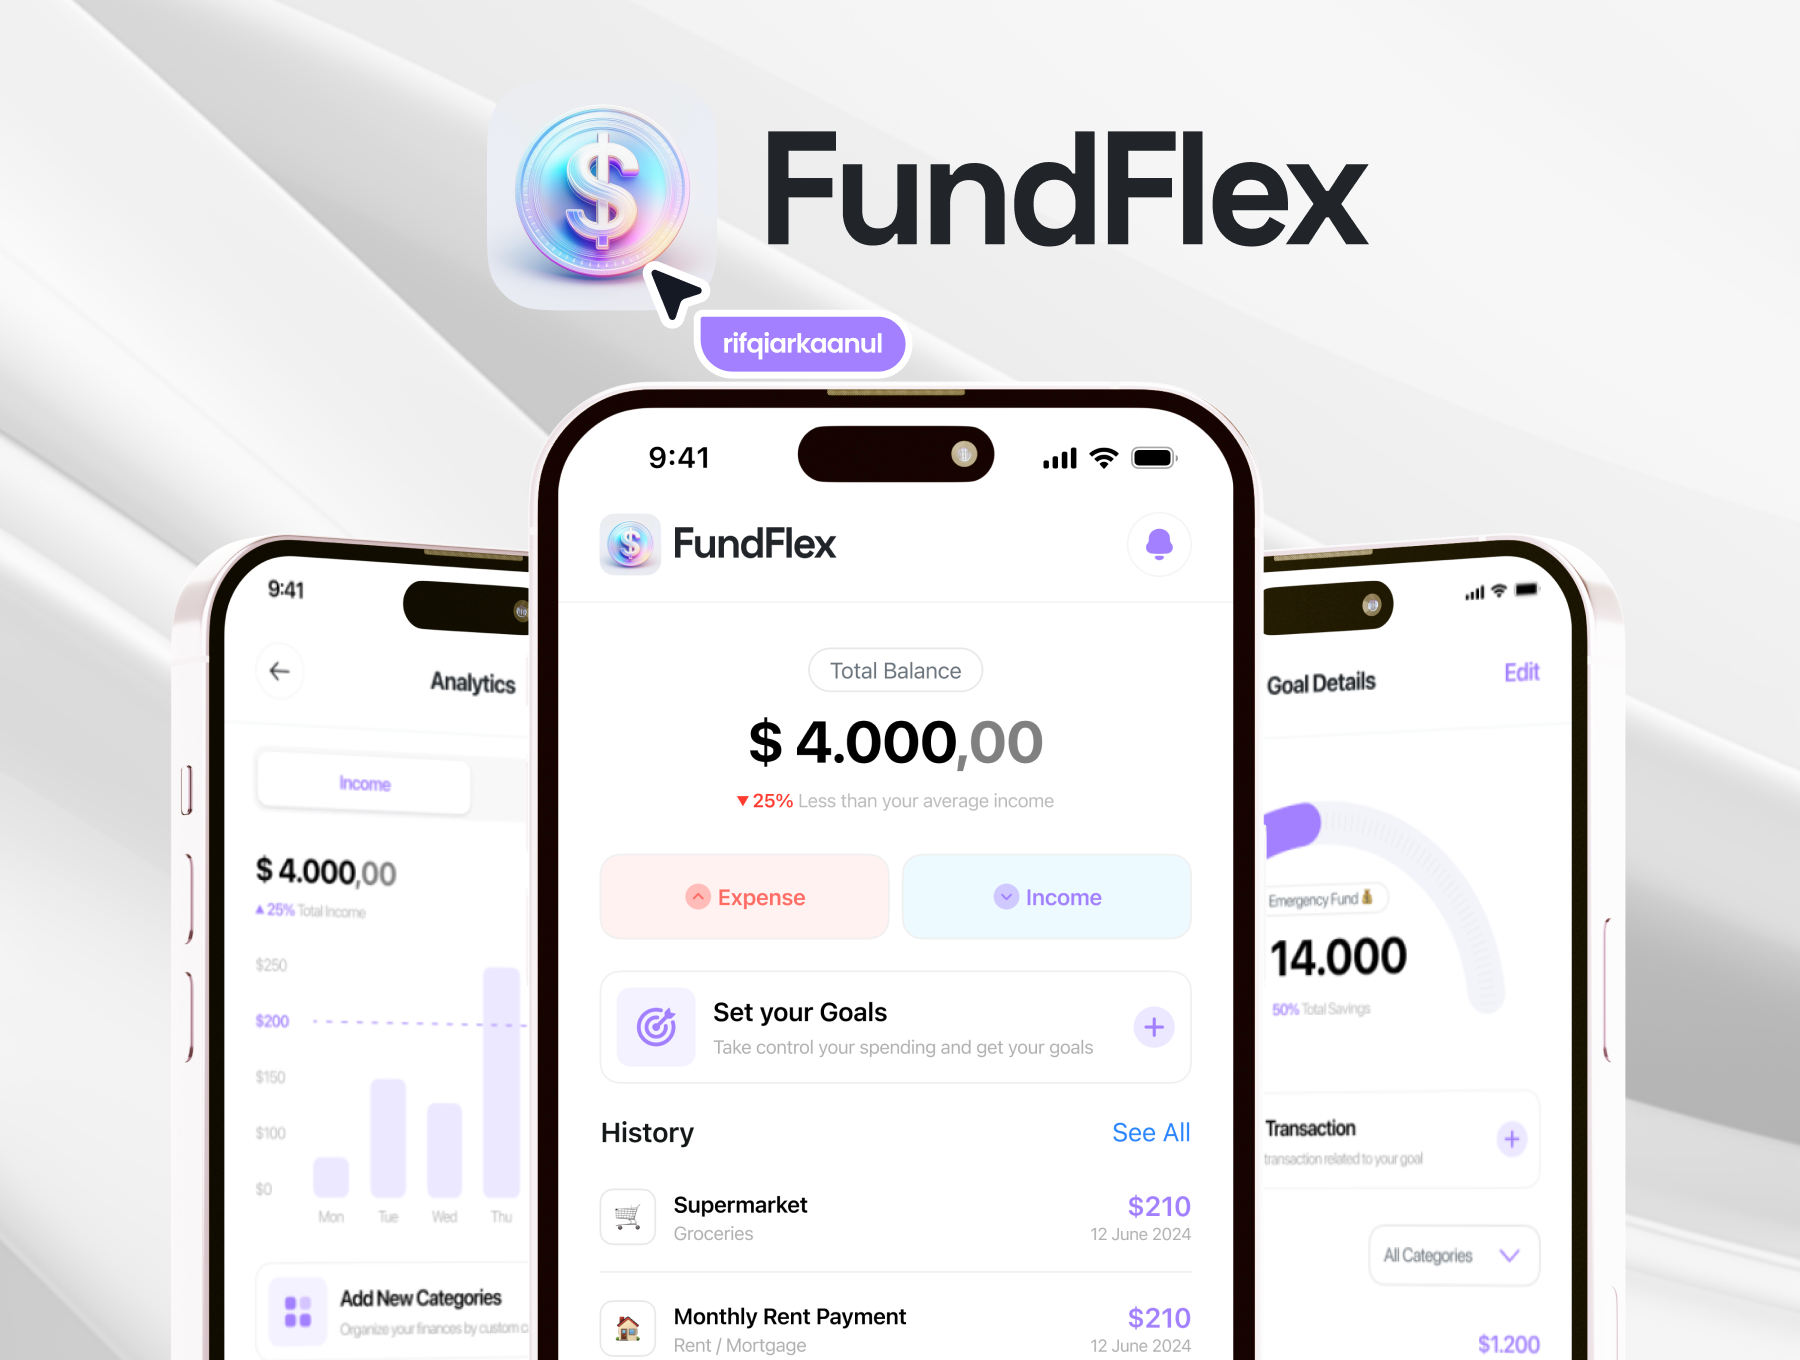 FundFlex
rifqiarkaanul
9:41
Analytics
Income
$ 4.000,00
▲ 25% Total Income
$250
$200
$150
$100
$0
Mon Tue Wed Thu
Add New Categories
Organize your finances by custom
9:41
FundFlex
Total Balance
$ 4.000,00
▼ 25% Less than your average income
Expense
Income
Set your Goals
Take control your spending and get your goals
History
See All
Supermarket
$210
Groceries
12 June 2024
Monthly Rent Payment
$210
Rent / Mortgage
12 June 2024
Goal Details
Edit
Emergency Fund
14.000
50% Total Savings
Transaction
transaction related to your goal
All Categories
$1.200